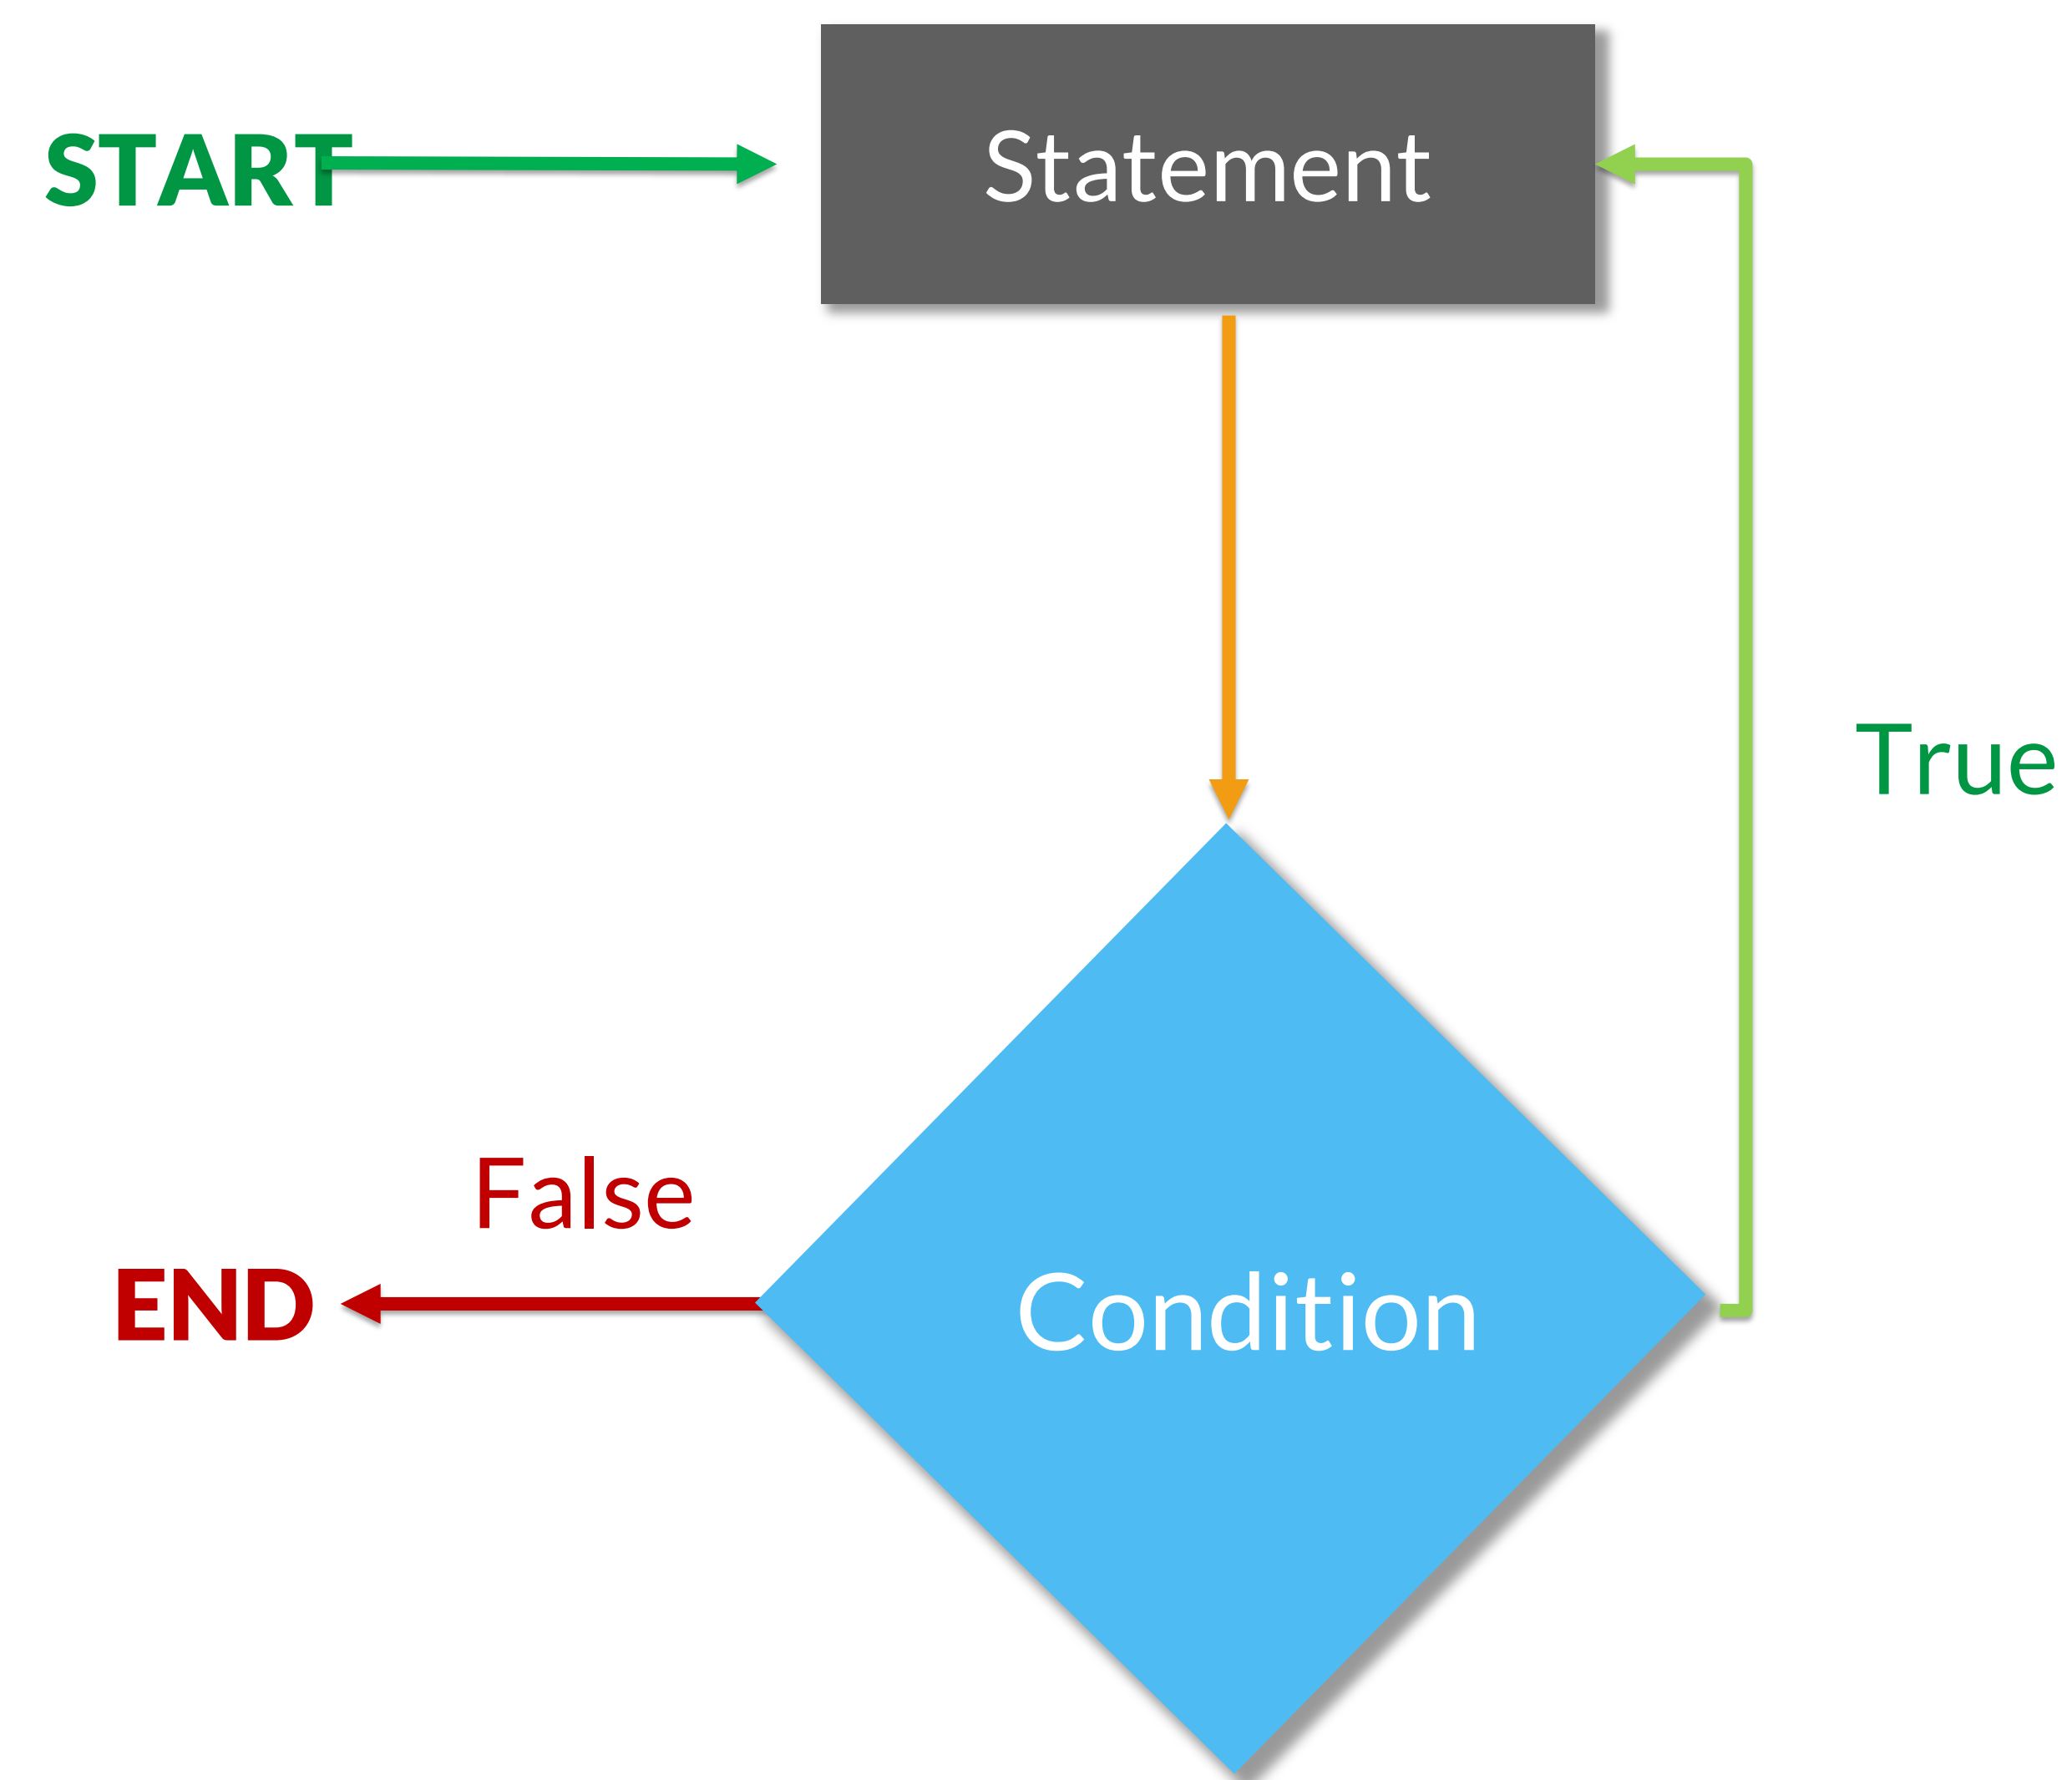 START
Statement
True
False
END
Condition